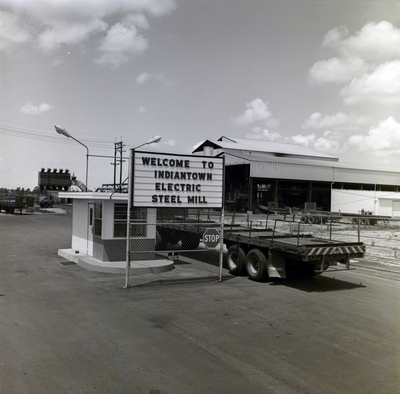 WELCOME TO
INDIANTOWN
ELECTRIC
STEEL MILL
STOP